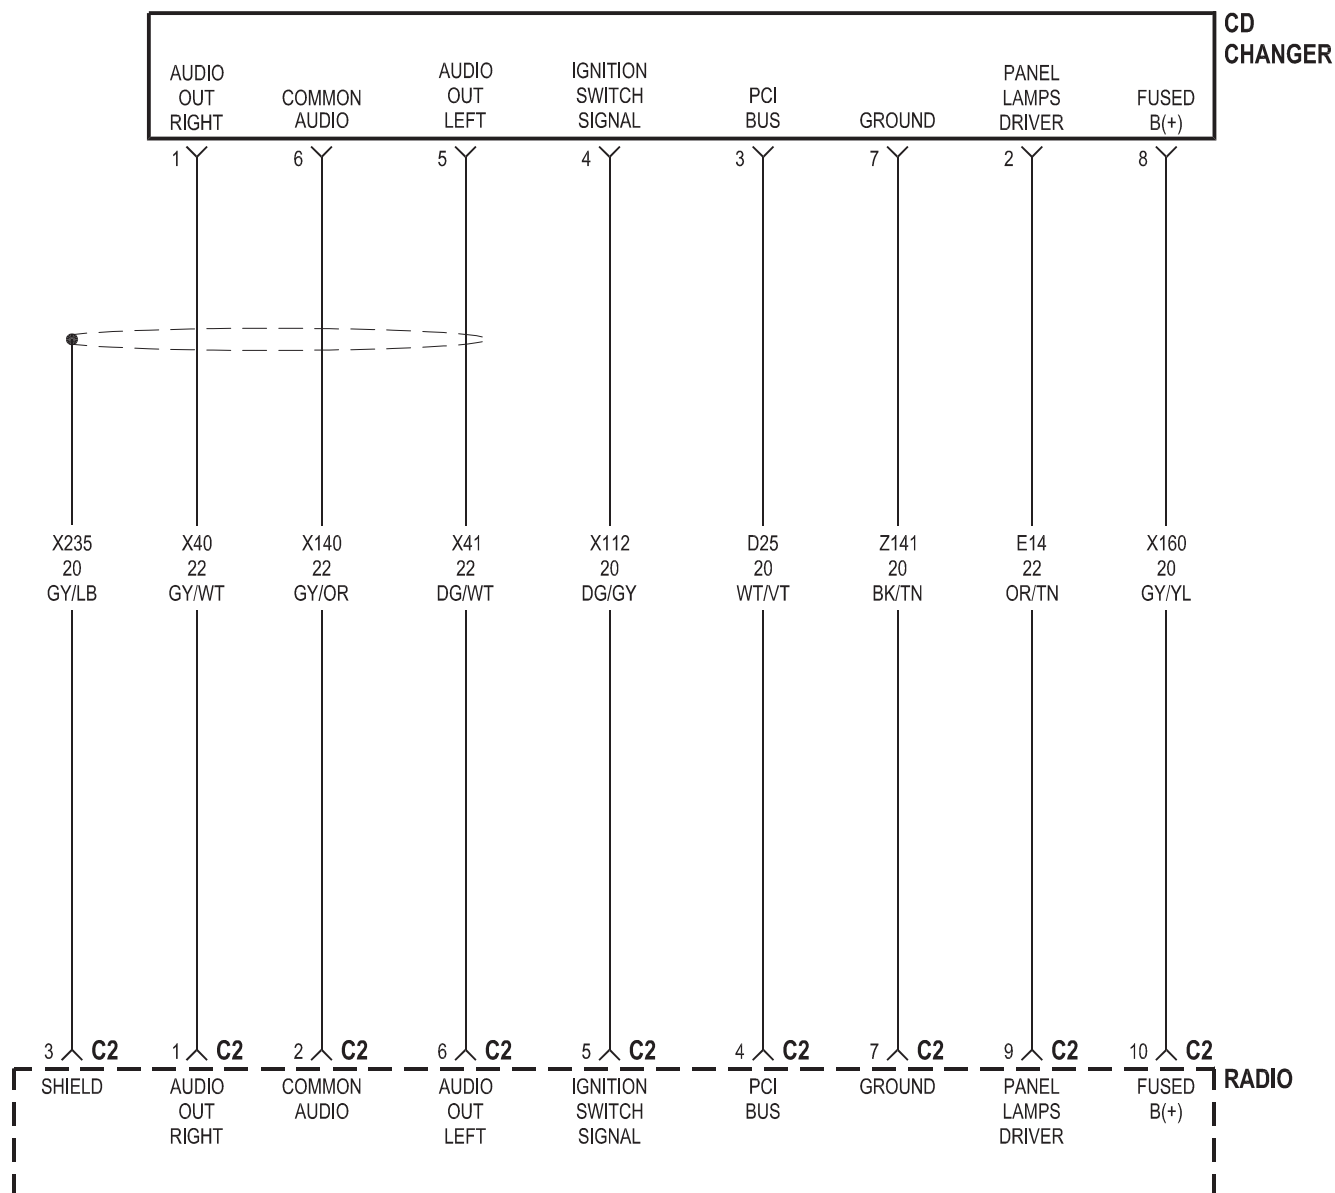 CD
CHANGER
AUDIO
OUT
RIGHT
COMMON
AUDIO
AUDIO
OUT
LEFT
IGNITION
SWITCH
SIGNAL
PCI
BUS
GROUND
PANEL
LAMPS
DRIVER
FUSED
B(+)
1
6
5
4
3
7
2
8
X235
20
GY/LB
X40
22
GY/WT
X140
22
GY/OR
X41
22
DG/WT
X112
20
DG/GY
D25
20
WT/VT
Z141
20
BK/TN
E14
22
OR/TN
X160
20
GY/YL
3 C2
1 C2
2 C2
6 C2
5 C2
4 C2
7 C2
9 C2
10 C2
RADIO
SHIELD
AUDIO
OUT
RIGHT
COMMON
AUDIO
AUDIO
OUT
LEFT
IGNITION
SWITCH
SIGNAL
PCI
BUS
GROUND
PANEL
LAMPS
DRIVER
FUSED
B(+)